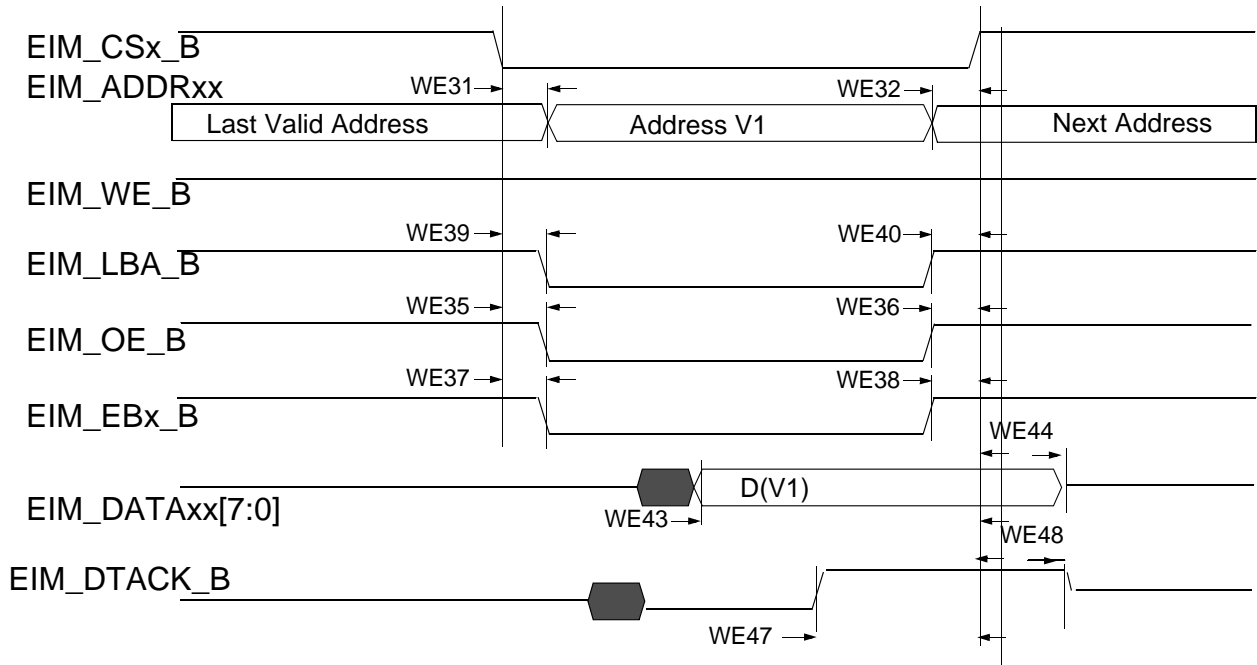 EIM_CSx_B
EIM_ADDRxx
WE31
WE32
Last Valid Address
Address V1
Next Address
EIM_WE_B
WE39
WE40
EIM_LBA_B
WE35
WE36
EIM_OE_B
WE37
WE38
EIM_EBx_B
WE44
D(V1)
EIM_DATAxx[7:0]
WE43
WE48
EIM_DTACK_B
WE47